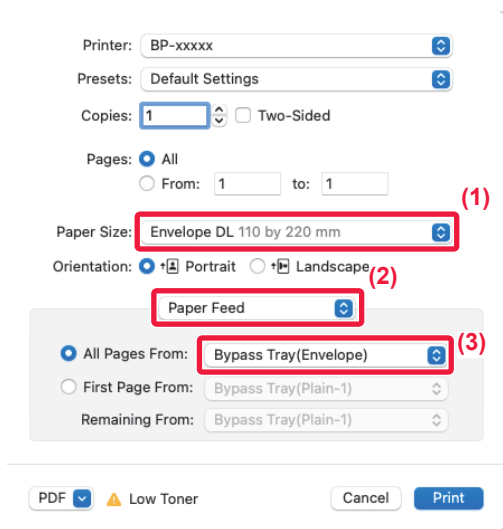 Printer: BP-xxxxx
Presets: Default Settings
Copies: 1 Two-Sided
Pages: All
From: 1 to: 1
(1)
Paper Size: Envelope DL 110 by 220 mm
Orientation: Portrait Landscape
(2)
Paper Feed
(3)
All Pages From: Bypass Tray(Envelope)
First Page From: Bypass Tray(Plain-1)
Remaining From: Bypass Tray(Plain-1)
PDF Low Toner Cancel Print